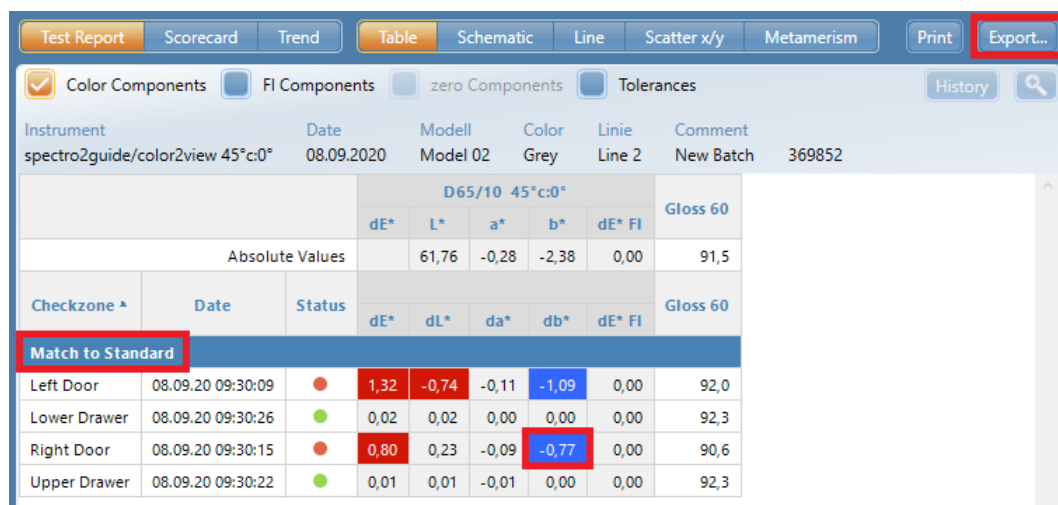 Test Report Scorecard Trend Table Schematic Line Scatter x/y Metamerism Print Export...
Color Components FI Components zero Components Tolerances History
Instrument Date Modell Color Linie Comment
spectro2guide/color2view 45°c:0° 08.09.2020 Model 02 Grey Line 2 New Batch 369852
D65/10 45°c:0° Gloss 60
dE* L* a* b* dE* FI
Absolute Values 61,76 -0,28 -2,38 0,00 91,5
Checkzone Date Status Gloss 60
dE* dL* da* db* dE* FI
Match to Standard
Left Door 08.09.20 09:30:09 1,32 -0,74 -0,11 -1,09 0,00 92,0
Lower Drawer 08.09.20 09:30:26 0,02 0,02 0,00 0,00 0,00 92,3
Right Door 08.09.20 09:30:15 0,80 0,23 -0,09 -0,77 0,00 90,6
Upper Drawer 08.09.20 09:30:22 0,01 0,01 -0,01 0,00 0,00 92,3